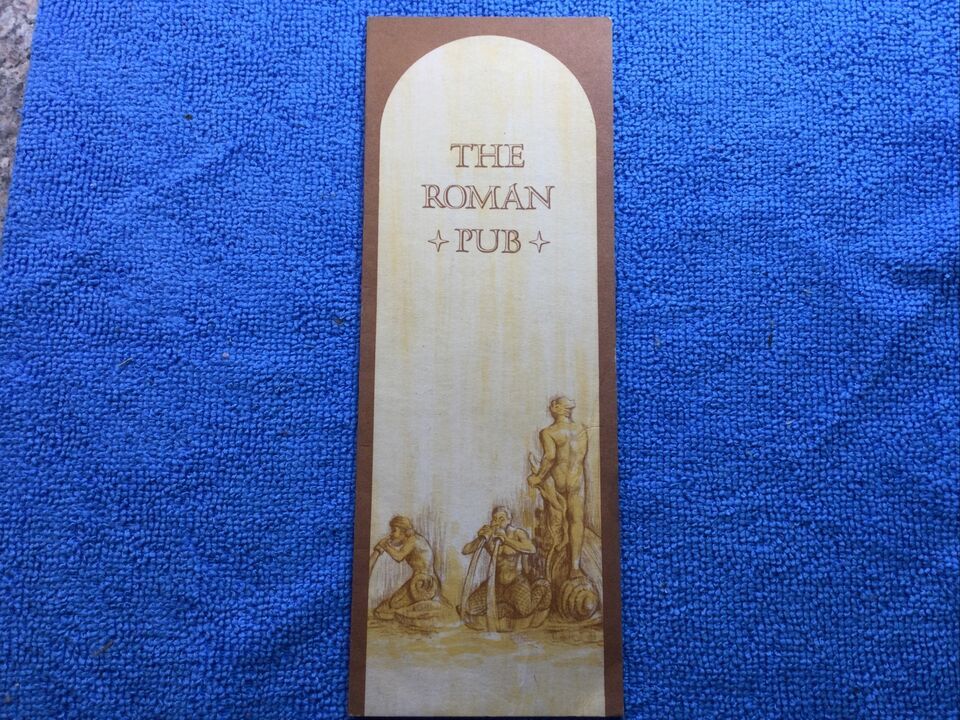 THE
ROMAN
✧ PUB ✧